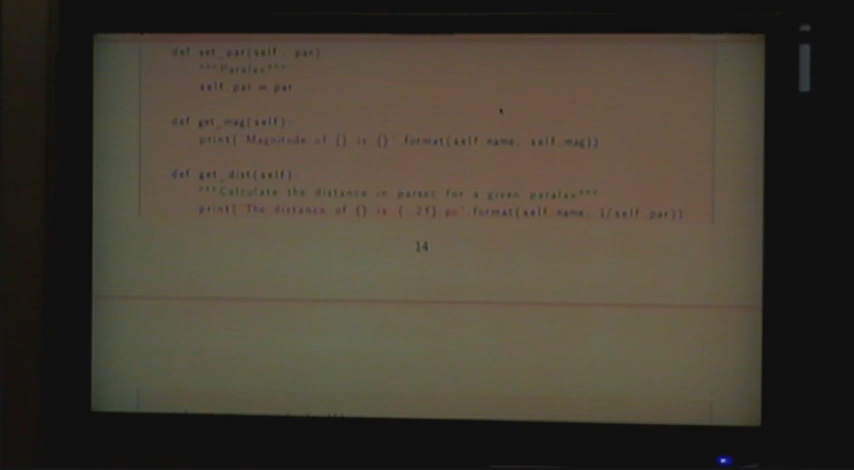 def set_par(self, par):
"""Paralax"""
self.par = par
def get_mag(self):
print('Magnitude of {} is {}'.format(self.name, self.mag))
def get_dist(self):
"""Calculate the distance in parsec for a given paralax"""
print('The distance of {} is {:.2f} pc'.format(self.name, 1/self.par))
14